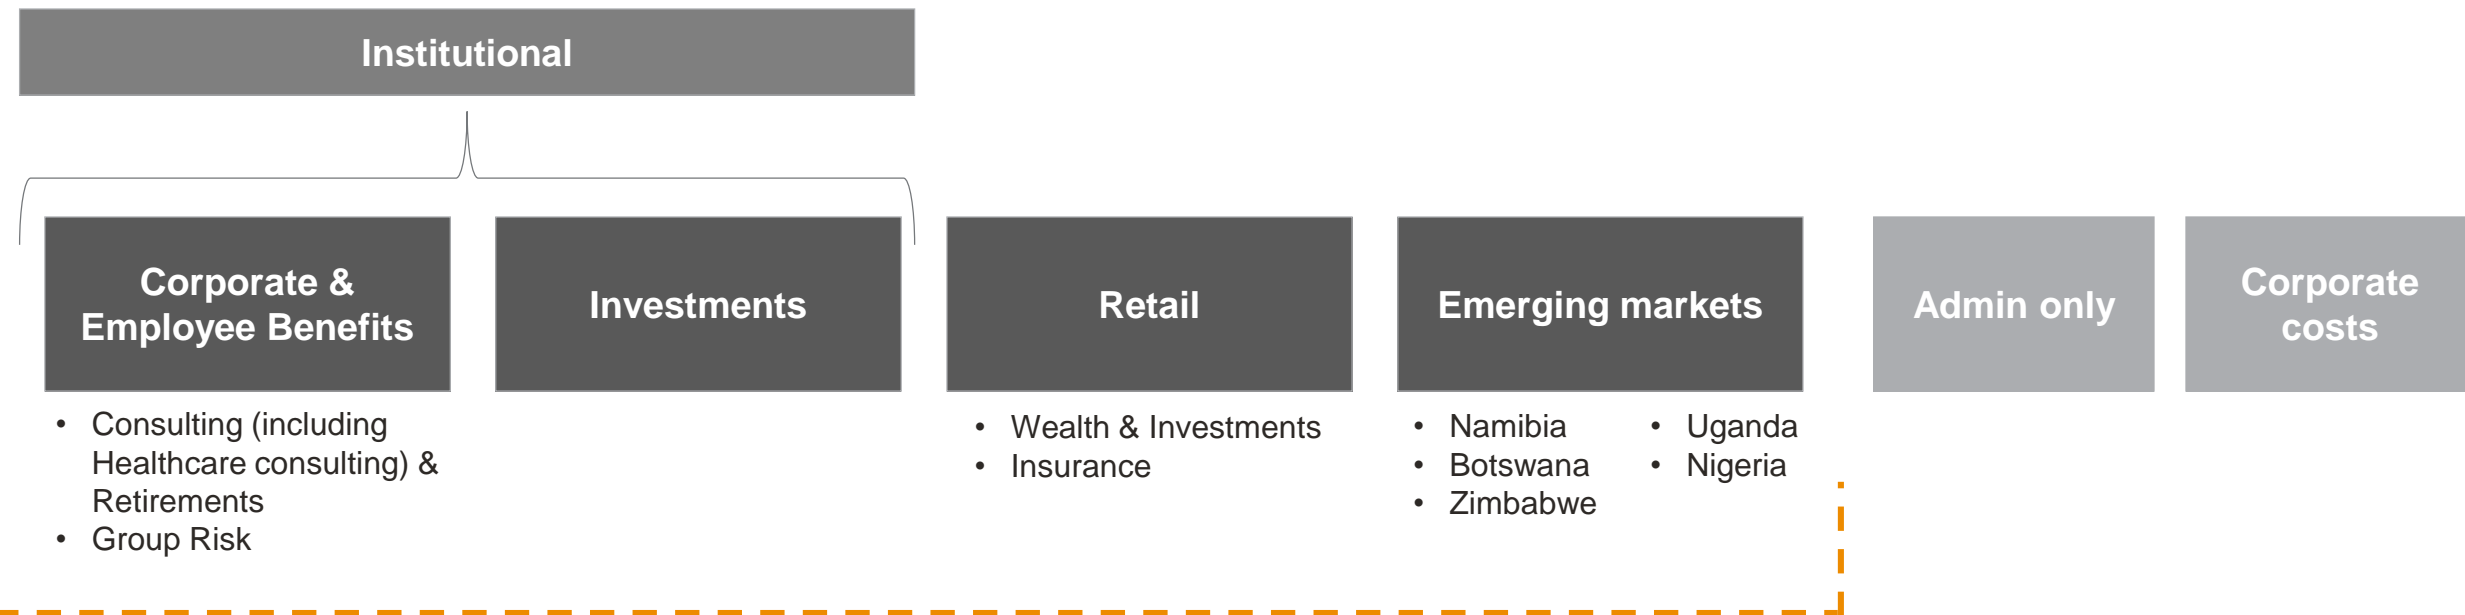 Institutional
Corporate &
Employee Benefits
Investments
Retail
Emerging markets
Admin only
Corporate
costs
• Consulting (including
Healthcare consulting) &
Retirements
• Group Risk
• Wealth & Investments
• Insurance
• Namibia
• Botswana
• Zimbabwe
• Uganda
• Nigeria